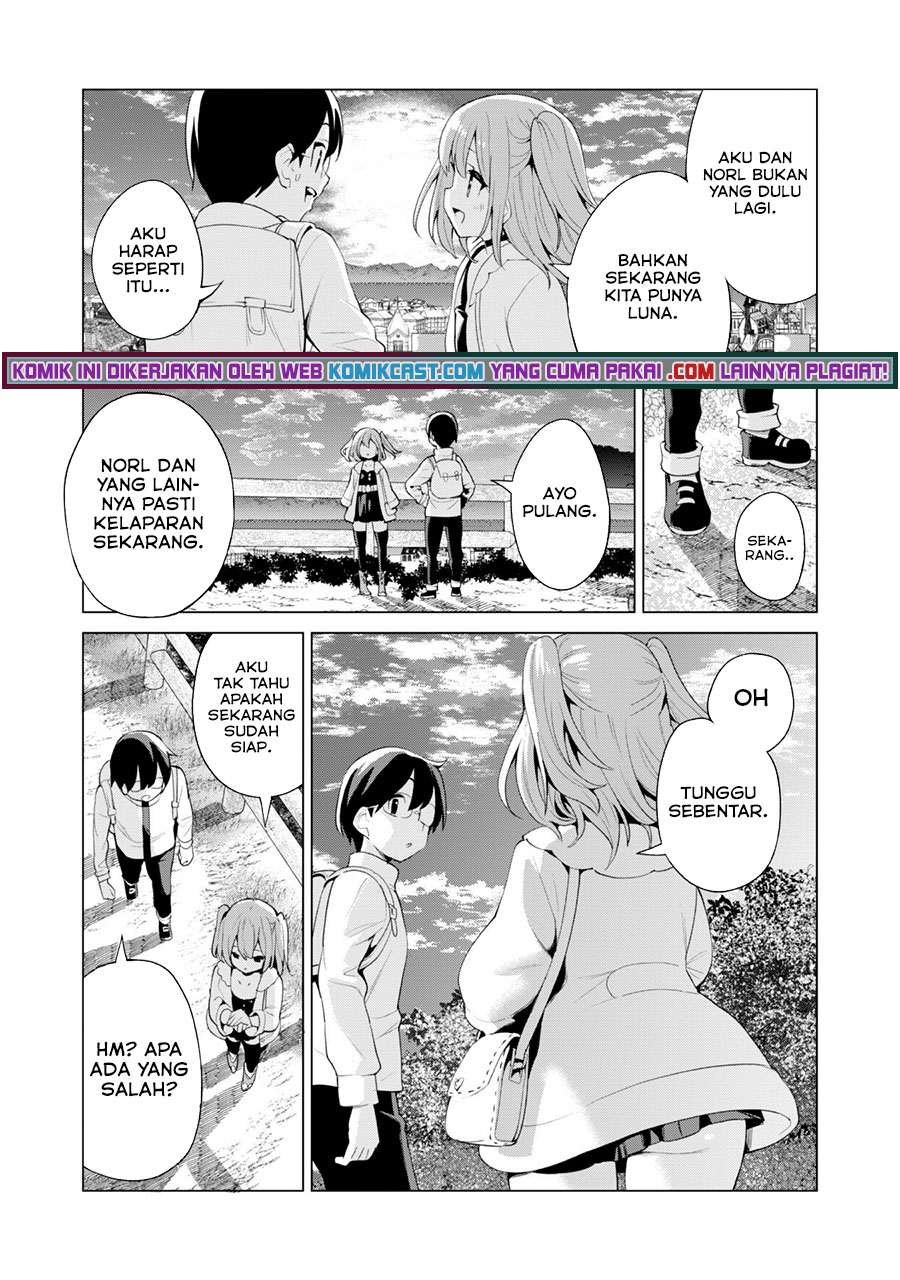 AKU DAN
NORL BUKAN
YANG DULU
LAGI.
BAHKAN
SEKARANG
KITA PUNYA
LUNA.
AKU
HARAP
SEPERTI
ITU...
KOMIK INI DIKERJAKAN OLEH WEB KOMIKCAST.COM YANG CUMA PAKAI .COM LAINNYA PLAGIAT!
SEKA-
RANG..
AYO
PULANG.
NORL DAN
YANG LAIN-
NYA PASTI
KELAPARAN
SEKARANG.
OH
TUNGGU
SEBENTAR.
AKU
TAK TAHU
APAKAH
SEKARANG
SUDAH
SIAP.
HM? APA
ADA YANG
SALAH?